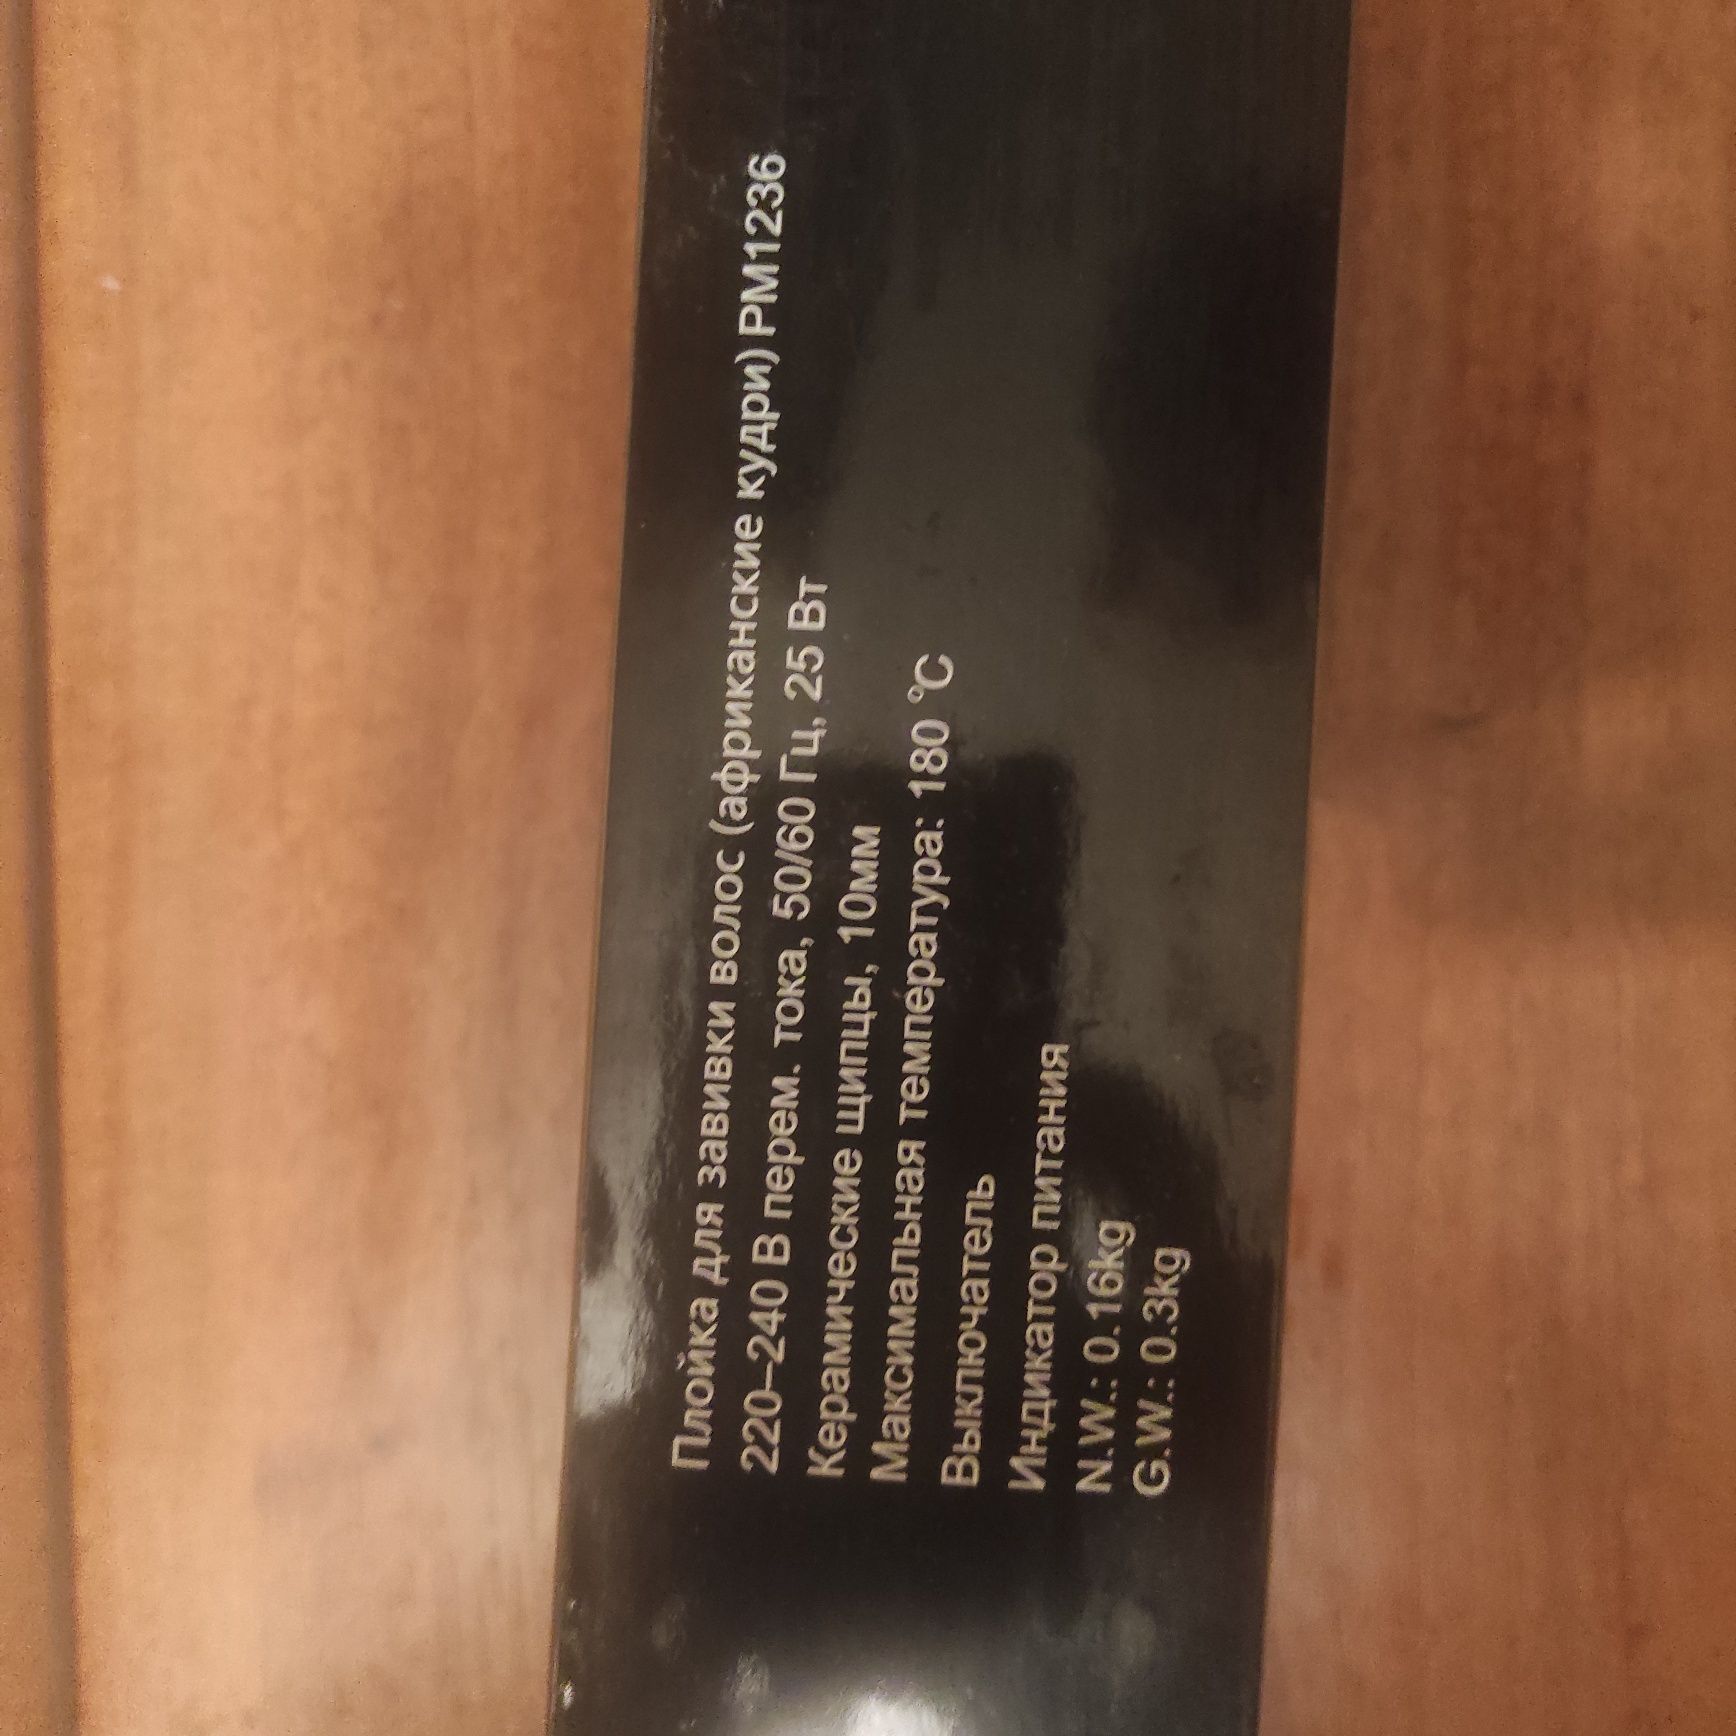 Плойка для завивки волос (африканские кудри) PM1236
220–240 В перем. тока, 50/60 Гц, 25 Вт
Керамические щипцы, 10мм
Максимальная температура: 180 °C
Выключатель
Индикатор питания
N.W.: 0.16kg
G.W.: 0.3kg